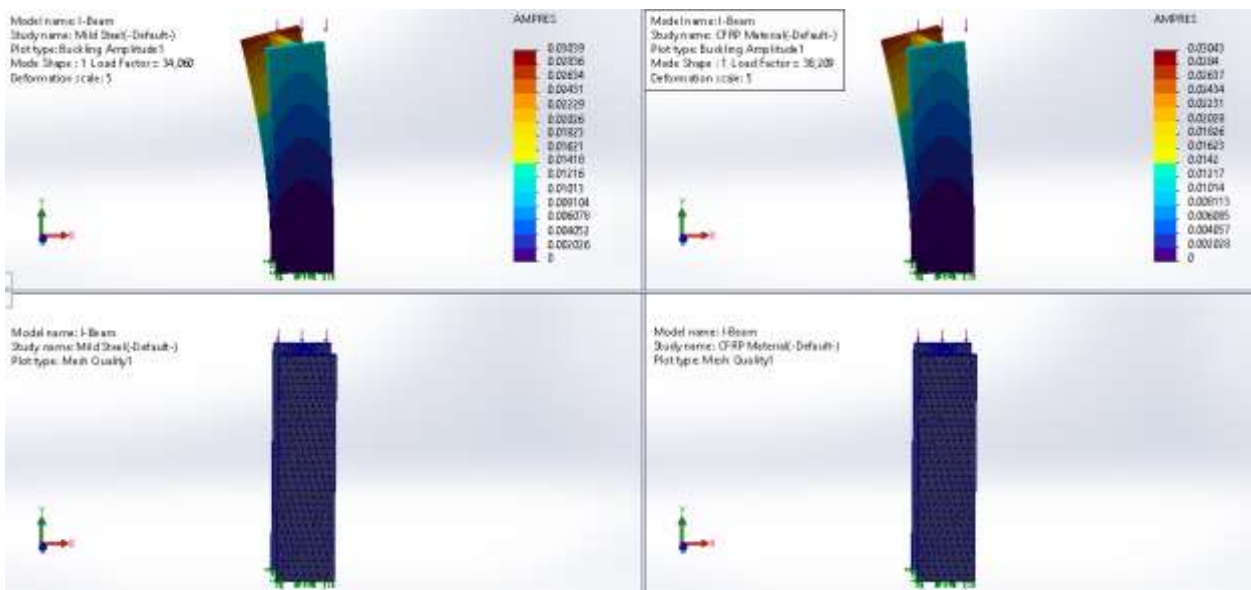 Model name: I-Beam
Study name: Mild Steel(-Default-)
Plot type: Buckling Amplitude1
Mode Shape : 1 Load Factor = 34,060
Deformation scale: 5
AMPRES
0.03039
0.02836
0.02634
0.02431
0.02229
0.02026
0.01823
0.01621
0.01418
0.01216
0.01013
0.008104
0.006078
0.004052
0.002026
0
Y
X
Model name: I-Beam
Study name: CFRP Material(-Default-)
Plot type: Buckling Amplitude1
Mode Shape : 1 Load Factor = 38,209
Deformation scale: 5
AMPRES
0.03043
0.0284
0.02637
0.02434
0.02231
0.02028
0.01826
0.01623
0.0142
0.01217
0.01014
0.008113
0.006085
0.004057
0.002028
0
Y
X
Model name: I-Beam
Study name: Mild Steel(-Default-)
Plot type: Mesh Quality1
Y
X
Model name: I-Beam
Study name: CFRP Material(-Default-)
Plot type: Mesh Quality1
Y
X